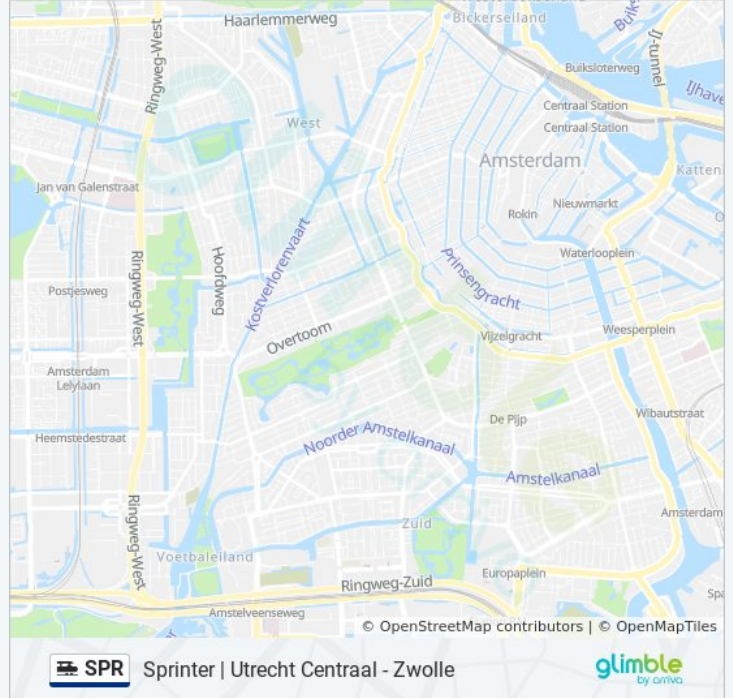 Haarlemmerweg
Bickerseiland
Buiks
IJ-tunnel
Ringweg-West
Buiksloterweg
IJhave
Centraal Station
West
Centraal Station
Amsterdam
Katten
Jan van Galenstraat
Nieuwmarkt
Rokin
O
Kostverlorenvaart
Hoofdweg
Waterlooplein
Prinsengracht
Ringweg-West
Postjesweg
Overtoom
Vijzelgracht
Weesperplein
Amsterdam
Lelylaan
De Pijp
Wibautstraat
Heemstedestraat
Noorder Amstelkanaal
Amstelkanaal
Ringweg-West
Amsterdam
Zuid
Voetbaleiland
Europaplein
Ringweg-Zuid
Spa
Amstelveenseweg
er
© OpenStreetMap contributors | © OpenMapTiles
SPR Sprinter | Utrecht Centraal - Zwolle
glimble
by arriva